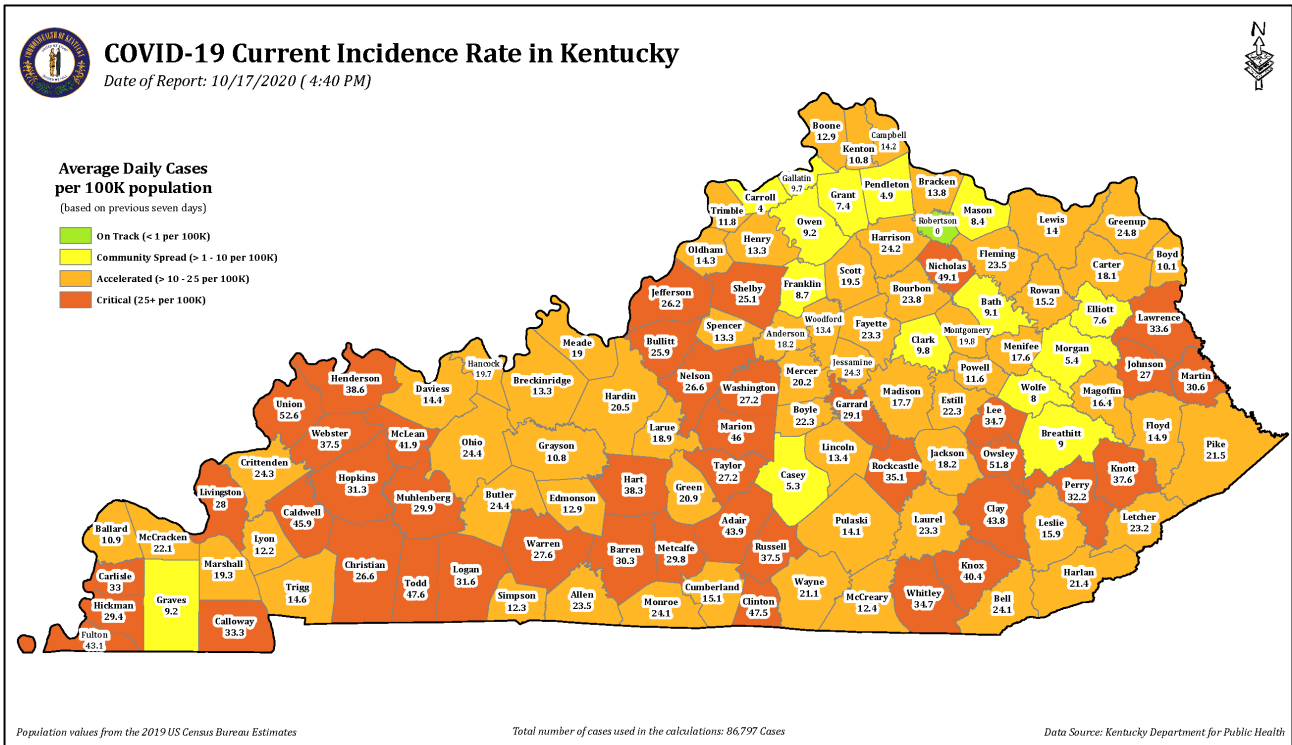 COVID-19 Current Incidence Rate in Kentucky
Date of Report: 10/17/2020 ( 4:40 PM)
N
Average Daily Cases
per 100K population
(based on previous seven days)
On Track (< 1 per 100K)
Community Spread (> 1 - 10 per 100K)
Accelerated (> 10 - 25 per 100K)
Critical (25+ per 100K)
Boone
12.9
Kenton
10.8
Campbell
14.2
Gallatin
9.7
Carroll
4
Trimble
11.8
Grant
7.4
Pendleton
4.9
Bracken
13.8
Mason
8.4
Robertson
0
Owen
9.2
Lewis
14
Greenup
24.8
Boyd
10.1
Carter
18.1
Oldham
14.3
Henry
13.3
Harrison
24.2
Fleming
23.5
Nicholas
49.1
Scott
19.5
Bourbon
23.8
Rowan
15.2
Bath
9.1
Elliott
7.6
Lawrence
33.6
Jefferson
26.2
Shelby
25.1
Franklin
8.7
Woodford
13.4
Fayette
23.3
Clark
9.8
Montgomery
19.8
Menifee
17.6
Morgan
5.4
Johnson
27
Martin
30.6
Spencer
13.3
Anderson
18.2
Bullitt
25.9
Meade
19
Hancock
19.7
Breckinridge
13.3
Hardin
20.5
Nelson
26.6
Washington
27.2
Mercer
20.2
Jessamine
24.3
Madison
17.7
Powell
11.6
Estill
22.3
Wolfe
8
Magoffin
16.4
Floyd
14.9
Pike
21.5
Henderson
38.6
Daviess
14.4
Union
52.6
Webster
37.5
McLean
41.9
Ohio
24.4
Grayson
10.8
Larue
18.9
Marion
46
Boyle
22.3
Garrard
29.1
Lee
34.7
Breathitt
9
Lincoln
13.4
Rockcastle
35.1
Jackson
18.2
Owsley
51.8
Knott
37.6
Perry
32.2
Crittenden
24.3
Livingston
28
Hopkins
31.3
Muhlenberg
29.9
Butler
24.4
Edmonson
12.9
Hart
38.3
Green
20.9
Taylor
27.2
Casey
5.3
Adair
43.9
Pulaski
14.1
Laurel
23.3
Clay
43.8
Leslie
15.9
Letcher
23.2
Caldwell
45.9
Lyon
12.2
Ballard
10.9
McCracken
22.1
Marshall
19.3
Trigg
14.6
Christian
26.6
Todd
47.6
Logan
31.6
Warren
27.6
Barren
30.3
Metcalfe
29.8
Russell
37.5
Wayne
21.1
McCreary
12.4
Whitley
34.7
Knox
40.4
Bell
24.1
Harlan
21.4
Carlisle
33
Hickman
29.4
Fulton
43.1
Graves
9.2
Calloway
33.3
Simpson
12.3
Allen
23.5
Monroe
24.1
Cumberland
15.1
Clinton
47.5
Population values from the 2019 US Census Bureau Estimates
Total number of cases used in the calculations: 86,797 Cases
Data Source: Kentucky Department for Public Health